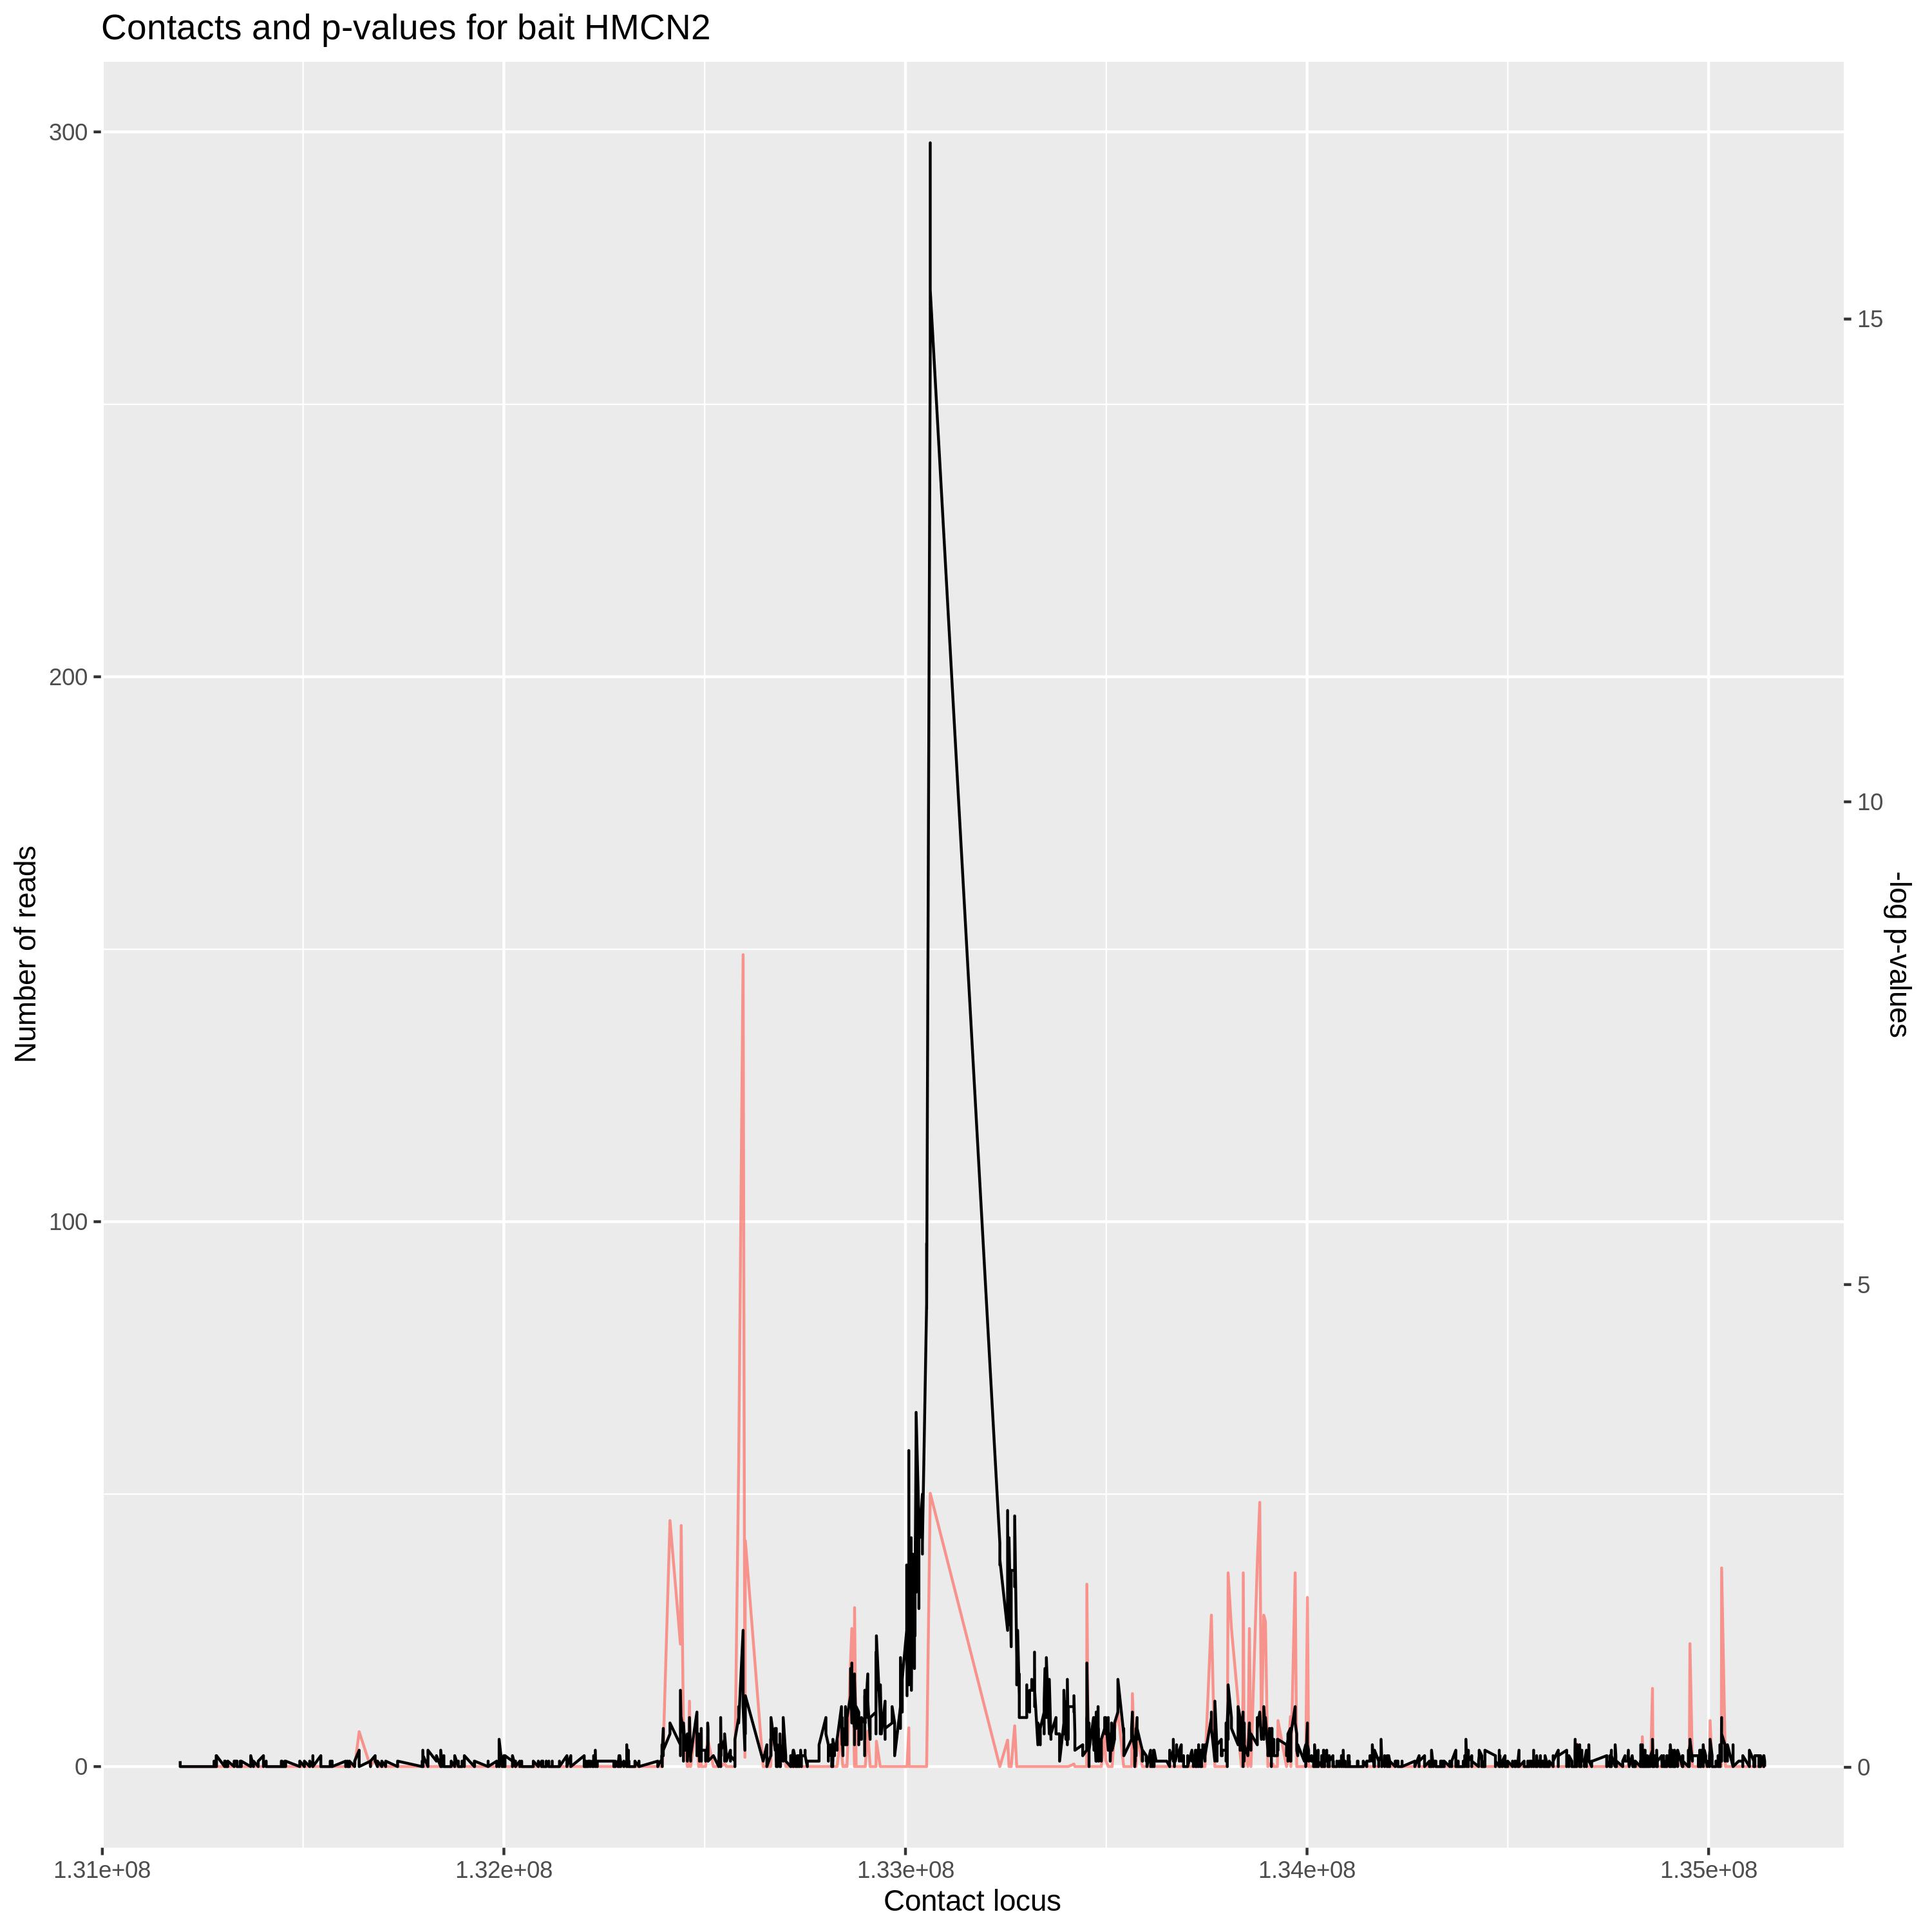 Contacts and p-values for bait HMCN2
300
200
100
0
Number of reads
15
10
5
0
-log p-values
1.31e+08
1.32e+08
1.33e+08
1.34e+08
1.35e+08
Contact locus